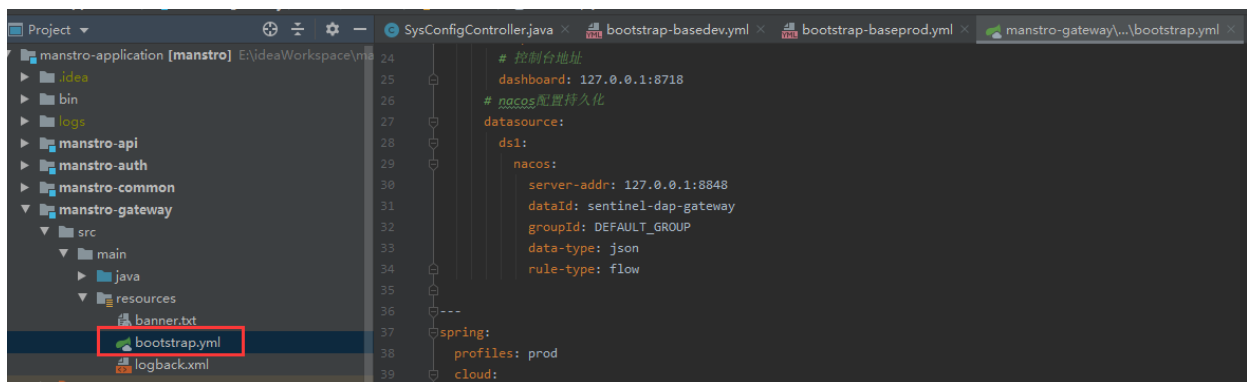 Project
SysConfigController.java
bootstrap-basedev.yml
bootstrap-baseprod.yml
manstro-gateway\...\bootstrap.yml
manstro-application [manstro] E:\ideaWorkspace\ma
.idea
bin
logs
manstro-api
manstro-auth
manstro-common
manstro-gateway
src
main
java
resources
banner.txt
bootstrap.yml
logback.xml
24 # 控制台地址
25 dashboard: 127.0.0.1:8718
26 # nacos配置持久化
27 datasource:
28 ds1:
29 nacos:
30 server-addr: 127.0.0.1:8848
31 dataId: sentinel-dap-gateway
32 groupId: DEFAULT_GROUP
33 data-type: json
34 rule-type: flow
35
36 ---
37 spring:
38 profiles: prod
39 cloud: